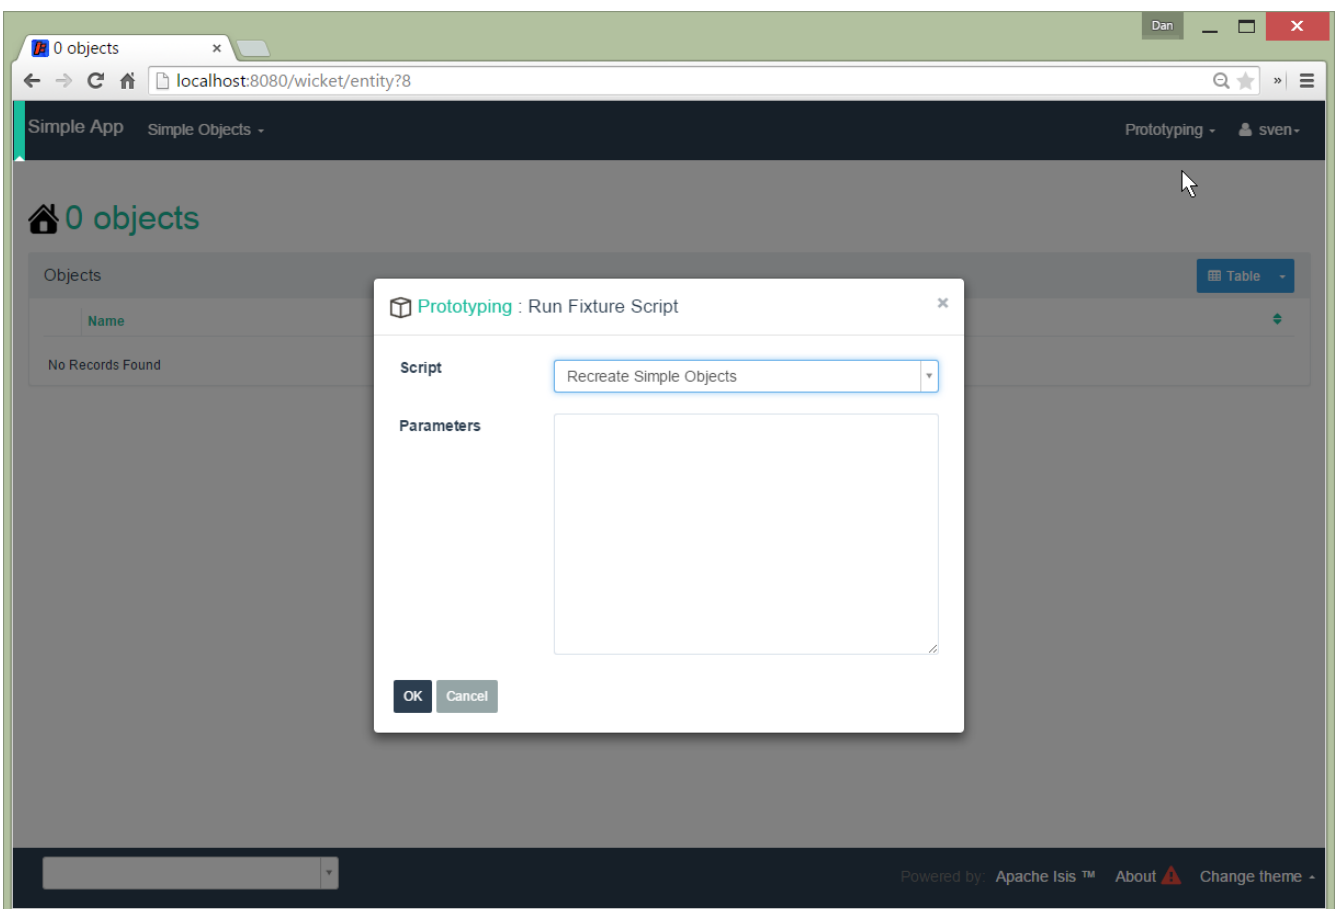 Dan
0 objects
localhost:8080/wicket/entity?8
Simple App Simple Objects Prototyping sven
0 objects
Objects Table
Name
No Records Found
Prototyping : Run Fixture Script
Script Recreate Simple Objects
Parameters
OK Cancel
Powered by: Apache Isis ™ About Change theme